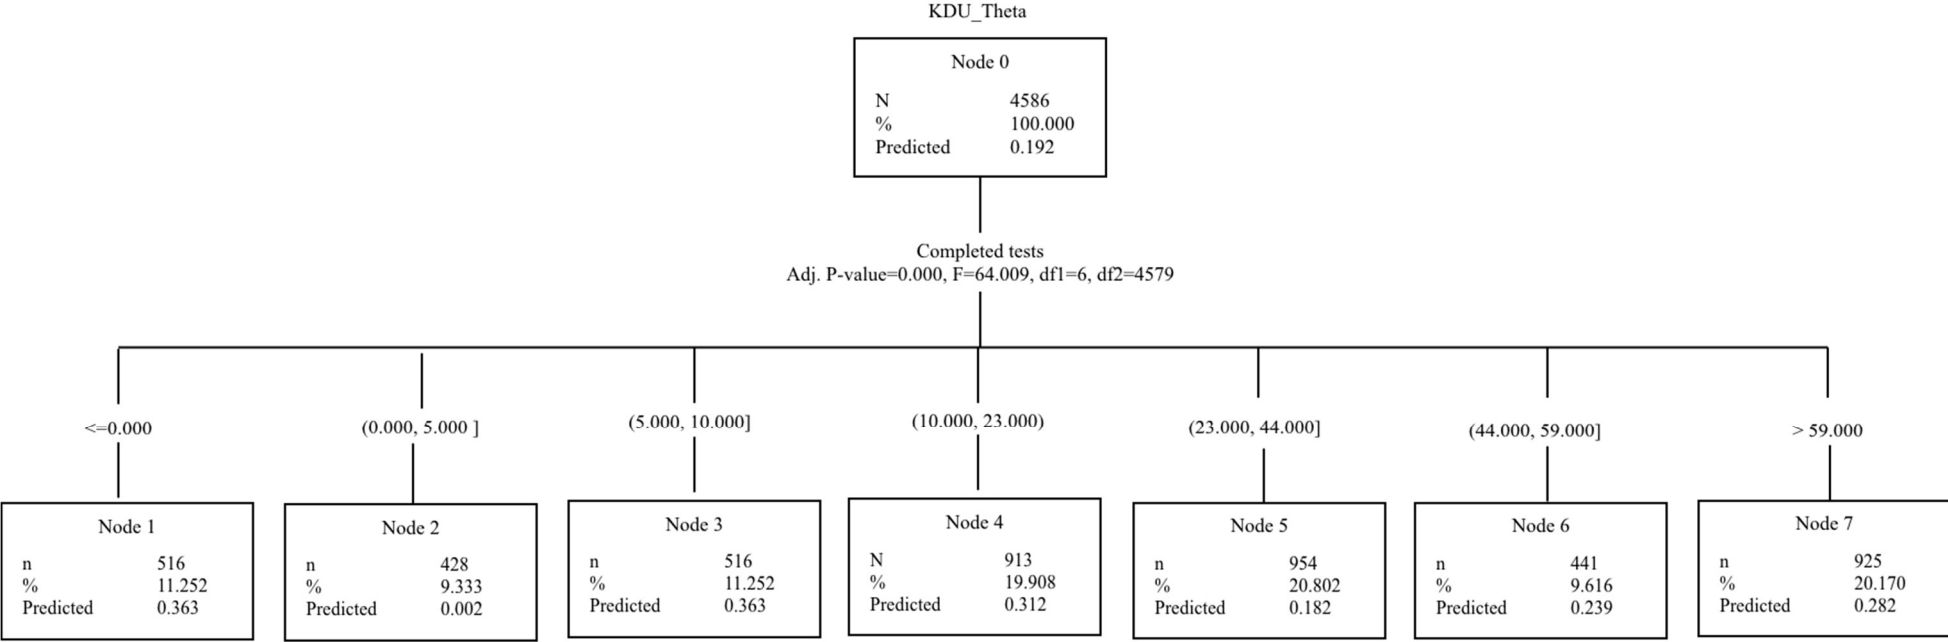 KDU_Theta
Node 0
N 4586
% 100.000
Predicted 0.192
Completed tests
Adj. P-value=0.000, F=64.009, df1=6, df2=4579
<=0.000
(0.000, 5.000 ]
(5.000, 10.000]
(10.000, 23.000)
(23.000, 44.000]
(44.000, 59.000]
> 59.000
Node 1
n 516
% 11.252
Predicted 0.363
Node 2
n 428
% 9.333
Predicted 0.002
Node 3
n 516
% 11.252
Predicted 0.363
Node 4
N 913
% 19.908
Predicted 0.312
Node 5
n 954
% 20.802
Predicted 0.182
Node 6
n 441
% 9.616
Predicted 0.239
Node 7
n 925
% 20.170
Predicted 0.282